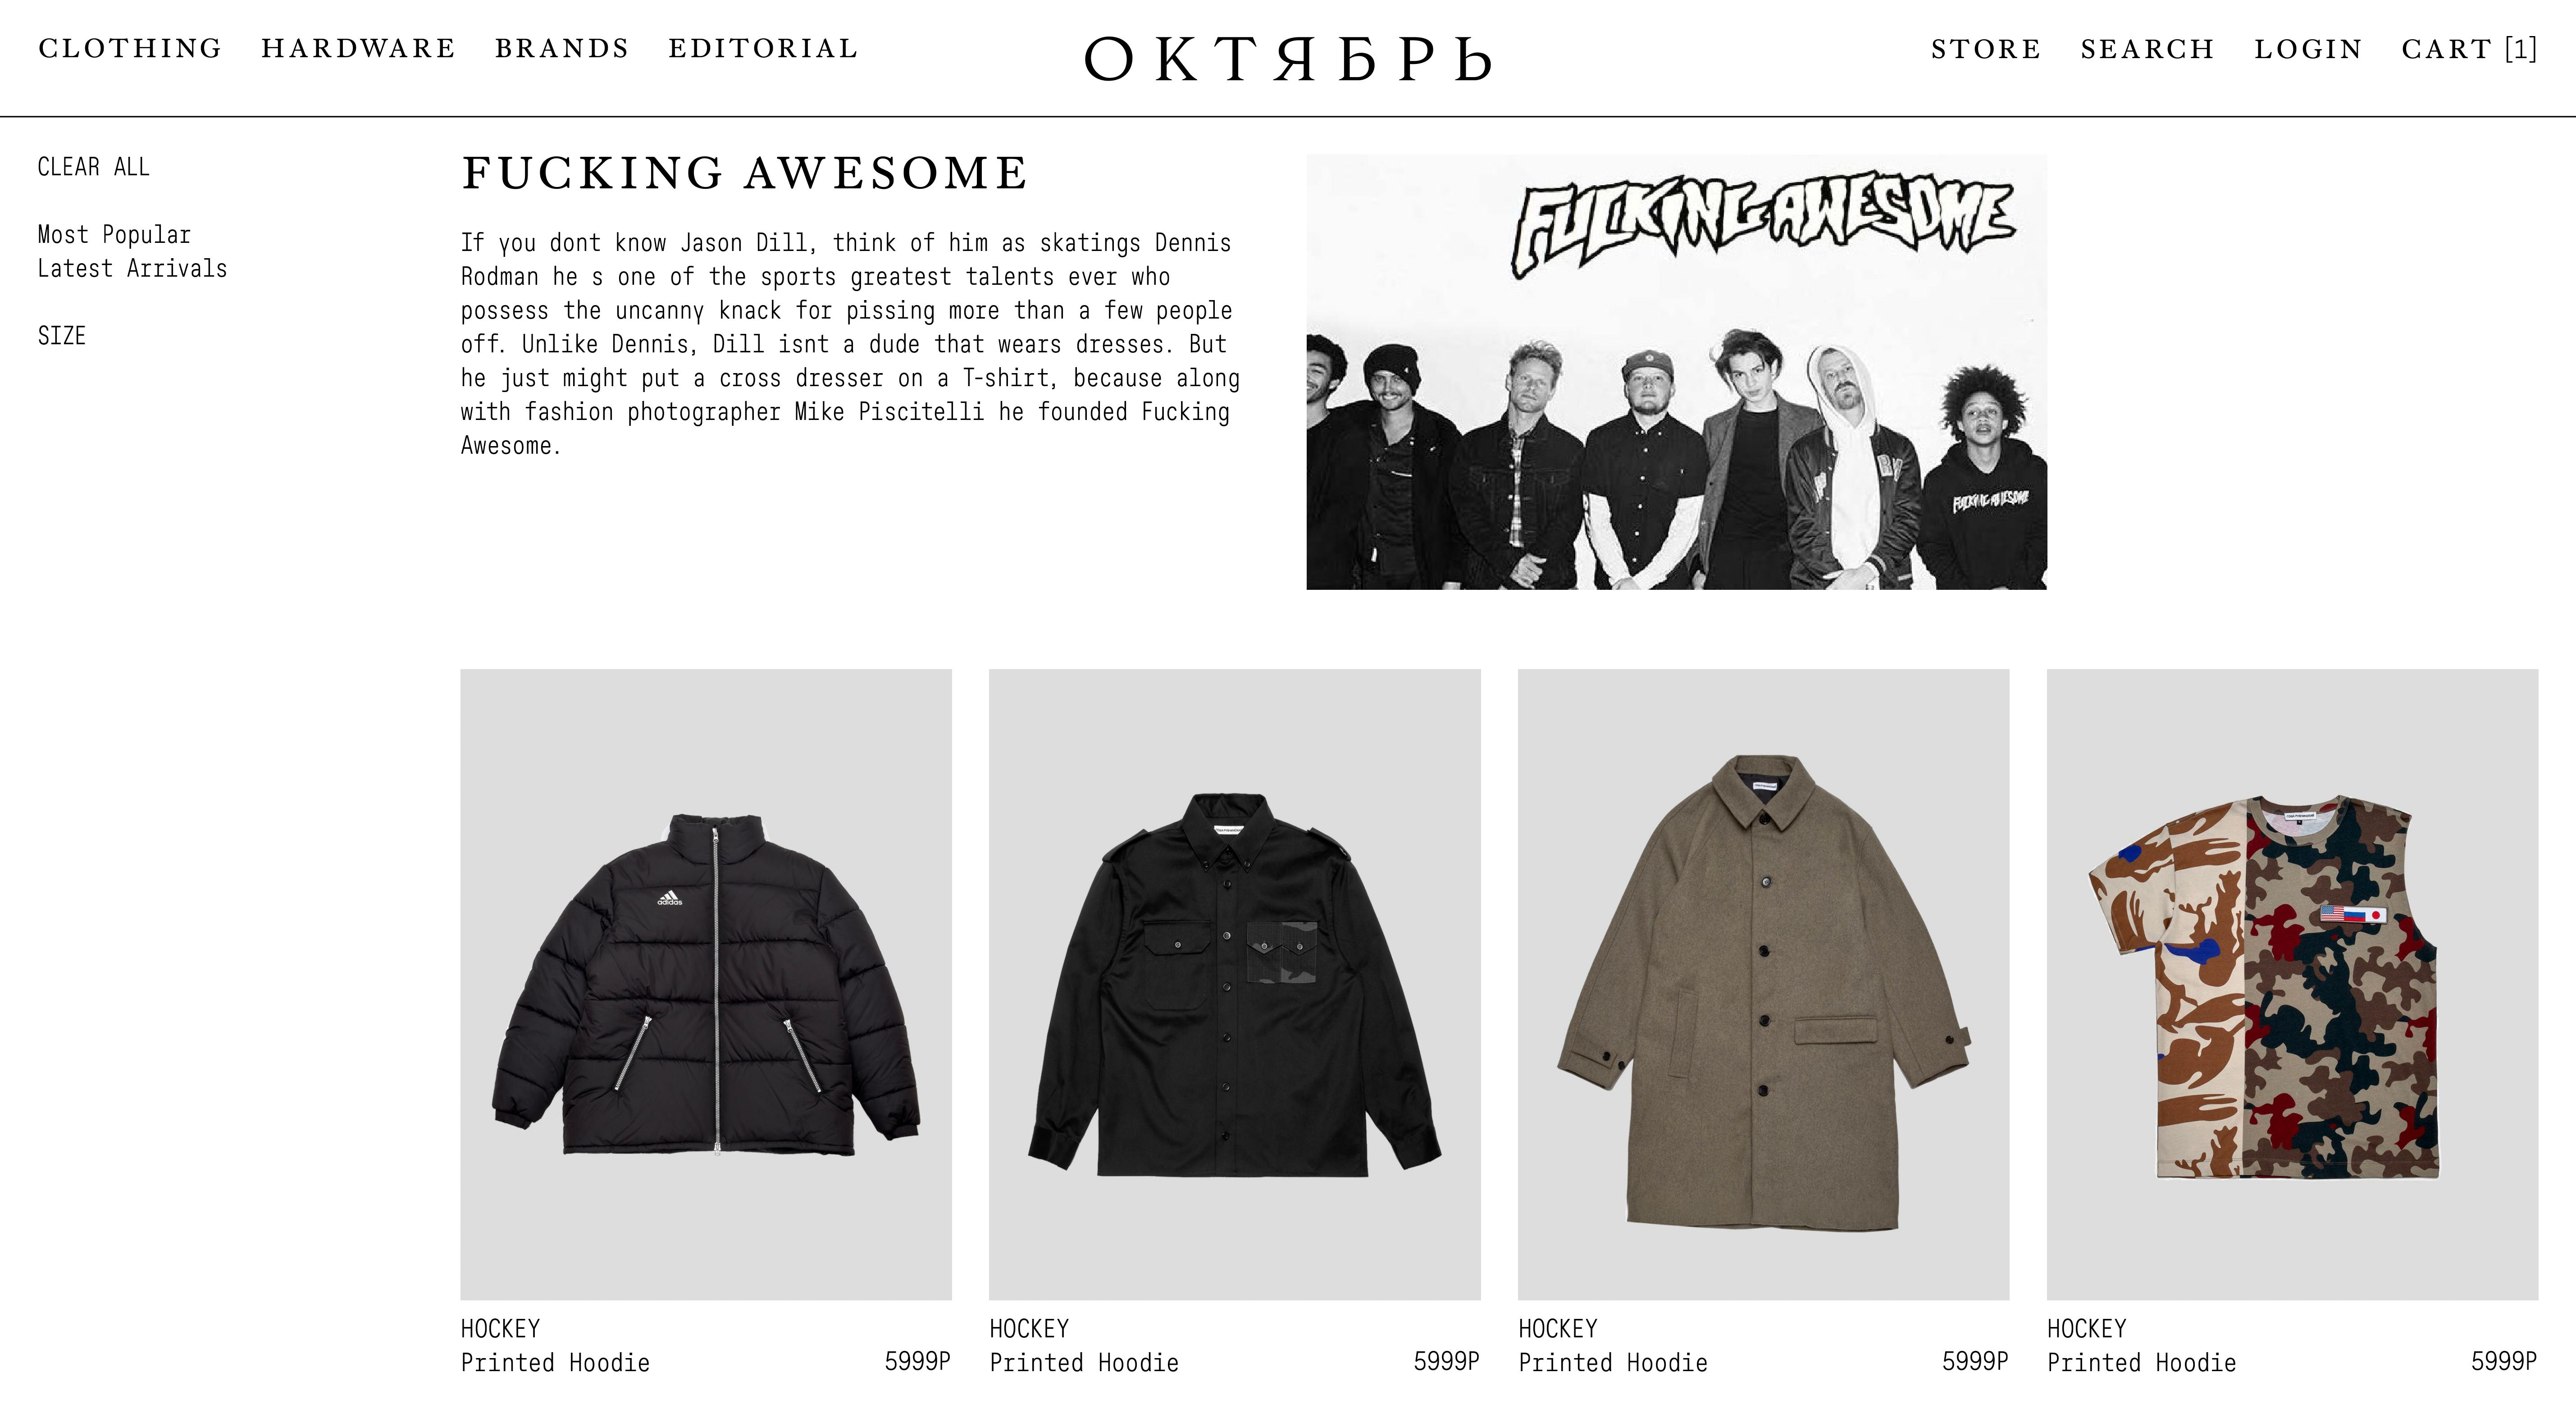 CLOTHING HARDWARE BRANDS EDITORIAL ОКТЯБРЬ STORE SEARCH LOGIN CART [1]
CLEAR ALL
Most Popular
Latest Arrivals
SIZE
FUCKING AWESOME
If you dont know Jason Dill, think of him as skatings Dennis
Rodman he s one of the sports greatest talents ever who
possess the uncanny knack for pissing more than a few people
off. Unlike Dennis, Dill isnt a dude that wears dresses. But
he just might put a cross dresser on a T-shirt, because along
with fashion photographer Mike Piscitelli he founded Fucking
Awesome.
FUCKING AWESOME
FUCKING AWESOME
adidas
HOCKEY
Printed Hoodie 5999P
HOCKEY
Printed Hoodie 5999P
HOCKEY
Printed Hoodie 5999P
HOCKEY
Printed Hoodie 5999P